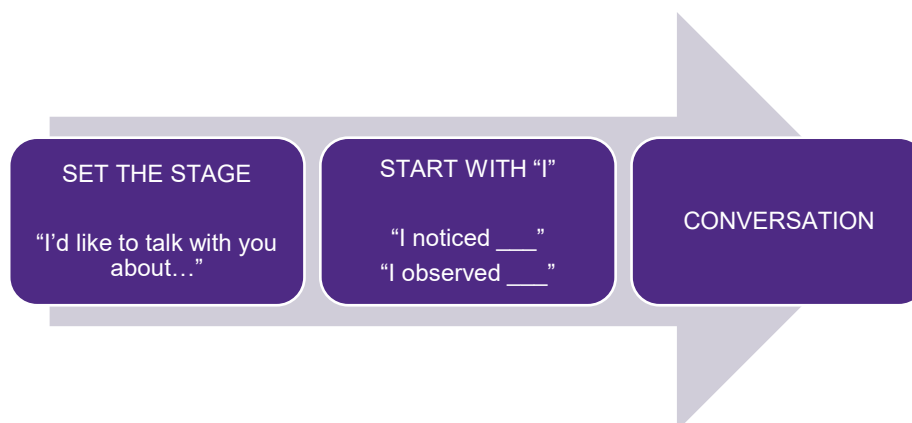 SET THE STAGE
“I’d like to talk with you
about…”
START WITH “I”
“I noticed ___”
“I observed ___”
CONVERSATION